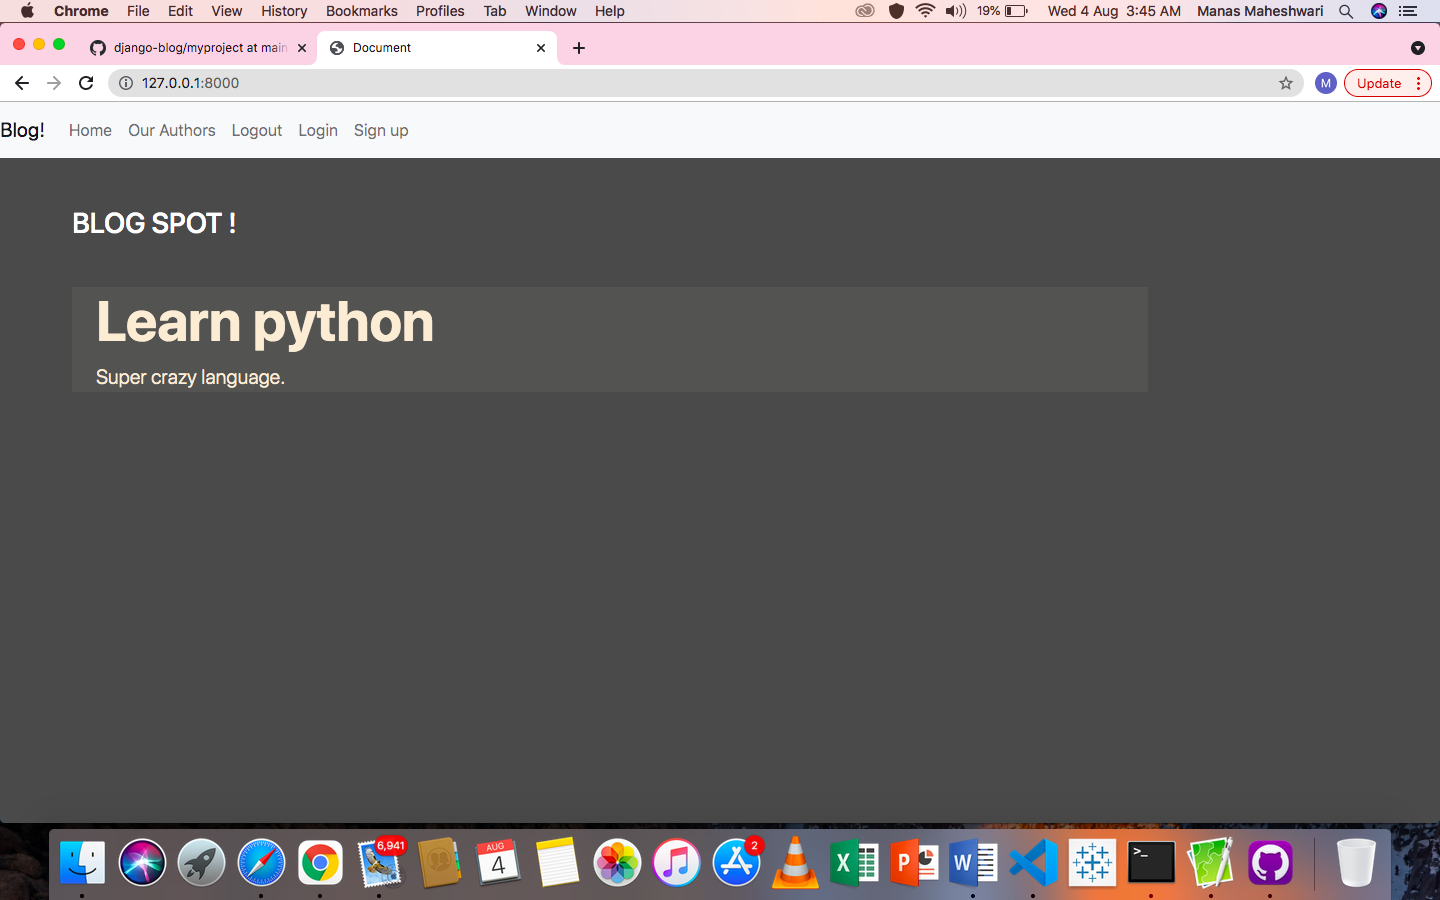 Chrome File Edit View History Bookmarks Profiles Tab Window Help 19% Wed 4 Aug 3:45 AM Manas Maheshwari
django-blog/myproject at main Document
127.0.0.1:8000 M Update
Blog! Home Our Authors Logout Login Sign up
BLOG SPOT !
Learn python
Super crazy language.
6,941 AUG 4 2 X P W >_